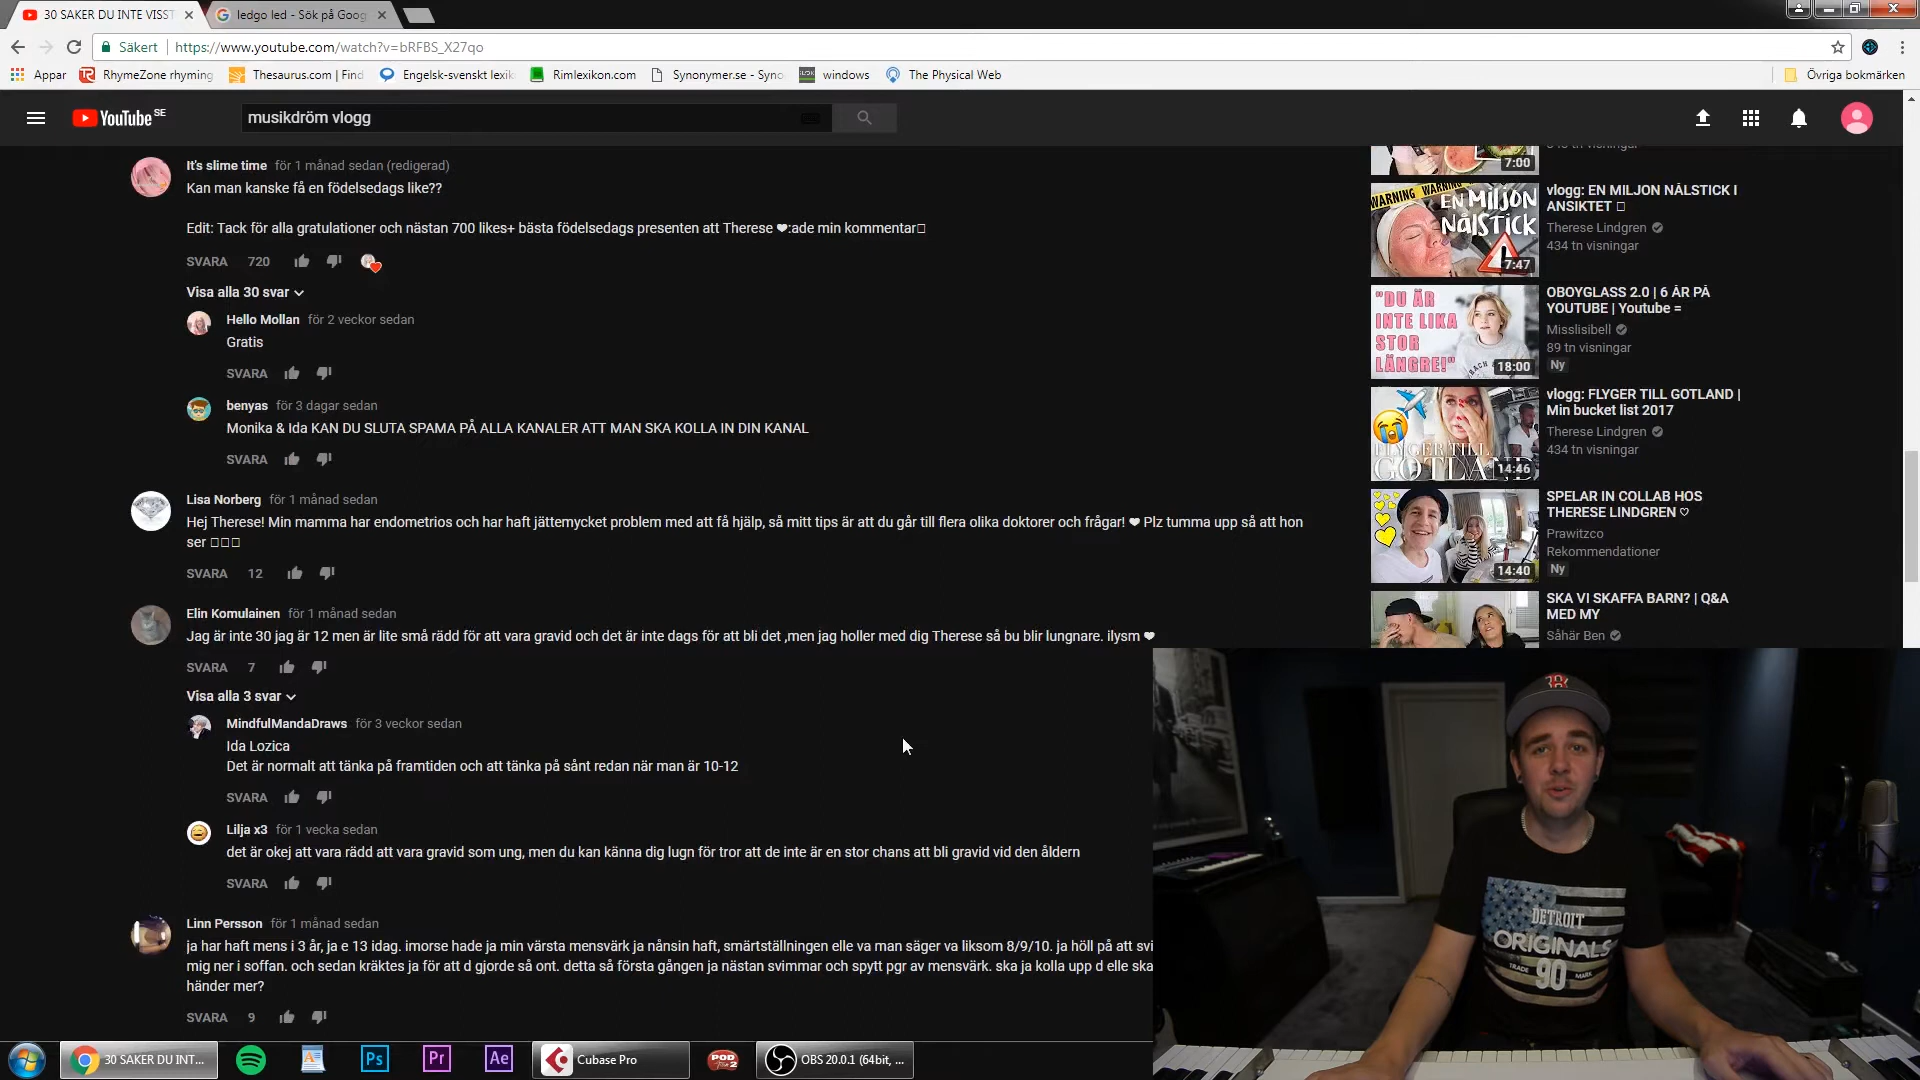 30 SAKER DU INTE VISST
ledgo led - Sök på Goog
Säkert
https://www.youtube.com/watch?v=bRFBS_X27qo
Appar
RhymeZone rhyming
Thesaurus.com | Find
Engelsk-svenskt lexik
Rimlexikon.com
Synonymer.se - Syno
windows
The Physical Web
Övriga bokmärken
YouTube SE
musikdröm vlogg
It's slime time för 1 månad sedan (redigerad)
Kan man kanske få en födelsedags like??
Edit: Tack för alla gratulationer och nästan 700 likes+ bästa födelsedags presenten att Therese ❤:ade min kommentar
SVARA 720
Visa alla 30 svar
Hello Mollan för 2 veckor sedan
Gratis
SVARA
benyas för 3 dagar sedan
Monika & Ida KAN DU SLUTA SPAMA PÅ ALLA KANALER ATT MAN SKA KOLLA IN DIN KANAL
SVARA
Lisa Norberg för 1 månad sedan
Hej Therese! Min mamma har endometrios och har haft jättemycket problem med att få hjälp, så mitt tips är att du går till flera olika doktorer och frågar! ❤ Plz tumma upp så att hon
ser
SVARA 12
Elin Komulainen för 1 månad sedan
Jag är inte 30 jag är 12 men är lite små rädd för att vara gravid och det är inte dags för att bli det ,men jag holler med dig Therese så bu blir lungnare. ilysm ❤
SVARA 7
Visa alla 3 svar
MindfulMandaDraws för 3 veckor sedan
Ida Lozica
Det är normalt att tänka på framtiden och att tänka på sånt redan när man är 10-12
SVARA
Lilja x3 för 1 vecka sedan
det är okej att vara rädd att vara gravid som ung, men du kan känna dig lugn för tror att de inte är en stor chans att bli gravid vid den åldern
SVARA
Linn Persson för 1 månad sedan
ja har haft mens i 3 år, ja e 13 idag. imorse hade ja min värsta mensvärk ja nånsin haft, smärtställningen elle va man säger va liksom 8/9/10. ja höll på att svi
mig ner i soffan. och sedan kräktes ja för att d gjorde så ont. detta så första gången ja nästan svimmar och spytt pgr av mensvärk. ska ja kolla upp d elle ska
händer mer?
SVARA 9
7:00
WARNING WARNING
EN MILJON
NÅLSTICK
7:47
vlogg: EN MILJON NÅLSTICK I
ANSIKTET
Therese Lindgren
434 tn visningar
"DU ÄR
INTE LIKA
STOR
LÄNGRE!"
18:00
OBOYGLASS 2.0 | 6 ÅR PÅ
YOUTUBE | Youtube =
Misslisibell
89 tn visningar
Ny
FLYGER TILL
GOTLAND
14:46
vlogg: FLYGER TILL GOTLAND |
Min bucket list 2017
Therese Lindgren
434 tn visningar
14:40
SPELAR IN COLLAB HOS
THERESE LINDGREN ♡
Prawitzco
Rekommendationer
Ny
SKA VI SKAFFA BARN? | Q&A
MED MY
Såhär Ben
DETROIT
ORIGINALS
TRADE 90 MARK
30 SAKER DU INT...
Ps
Pr
Ae
Cubase Pro
POD
OBS 20.0.1 (64bit, ...